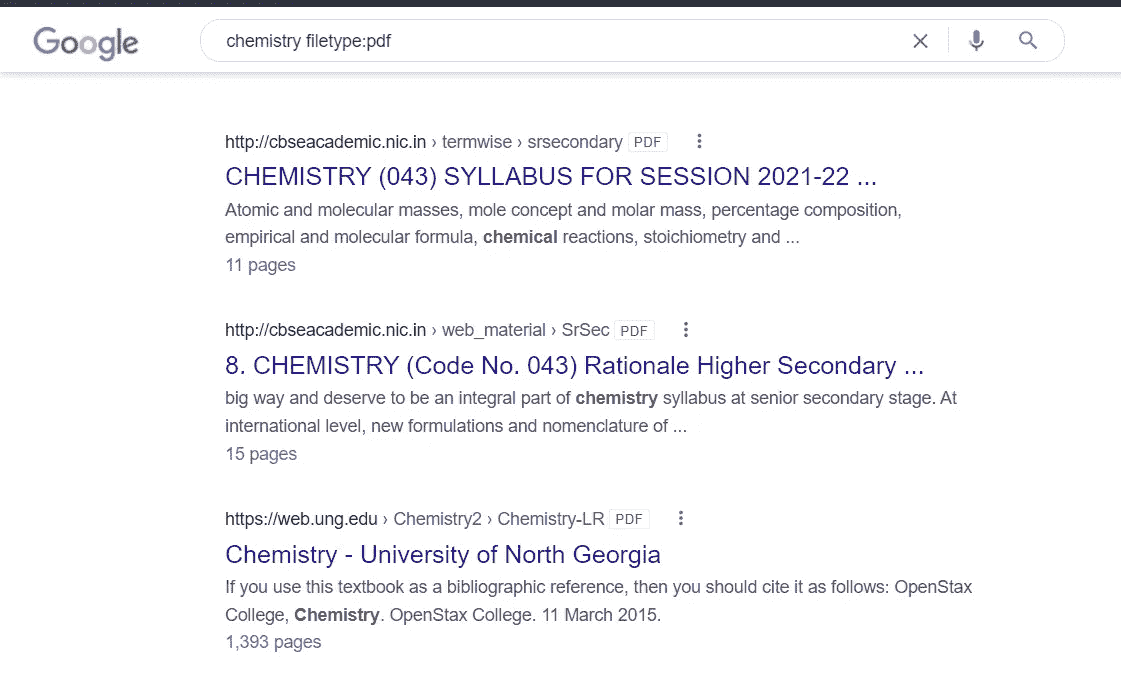 Google
chemistry filetype:pdf
http://cbseacademic.nic.in › termwise › srsecondary PDF
CHEMISTRY (043) SYLLABUS FOR SESSION 2021-22 ...
Atomic and molecular masses, mole concept and molar mass, percentage composition,
empirical and molecular formula, chemical reactions, stoichiometry and ...
11 pages
http://cbseacademic.nic.in › web_material › SrSec PDF
8. CHEMISTRY (Code No. 043) Rationale Higher Secondary ...
big way and deserve to be an integral part of chemistry syllabus at senior secondary stage. At
international level, new formulations and nomenclature of ...
15 pages
https://web.ung.edu › Chemistry2 › Chemistry-LR PDF
Chemistry - University of North Georgia
If you use this textbook as a bibliographic reference, then you should cite it as follows: OpenStax
College, Chemistry. OpenStax College. 11 March 2015.
1,393 pages